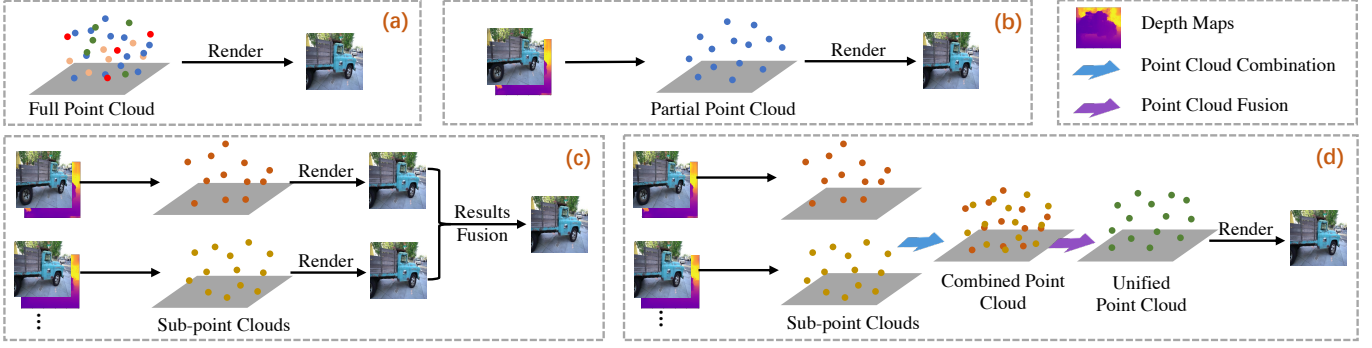 (a)
Render
Full Point Cloud
(b)
Render
Partial Point Cloud
Depth Maps
Point Cloud Combination
Point Cloud Fusion
(c)
Render
Results
Fusion
Render
Sub-point Clouds
(d)
Render
Combined Point
Cloud
Unified
Point Cloud
Sub-point Clouds